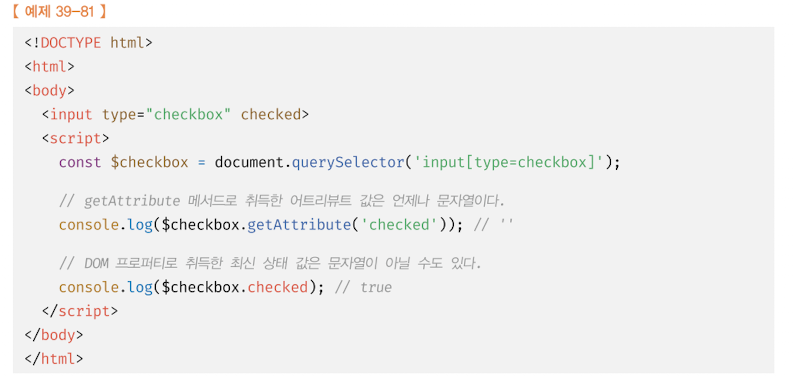 【 예제 39-81 】
<!DOCTYPE html>
<html>
<body>
  <input type="checkbox" checked>
  <script>
    const $checkbox = document.querySelector('input[type=checkbox]');
    // getAttribute 메서드로 취득한 어트리뷰트 값은 언제나 문자열이다.
    console.log($checkbox.getAttribute('checked')); // ''
    // DOM 프로퍼티로 취득한 최신 상태 값은 문자열이 아닐 수도 있다.
    console.log($checkbox.checked); // true
  </script>
</body>
</html>